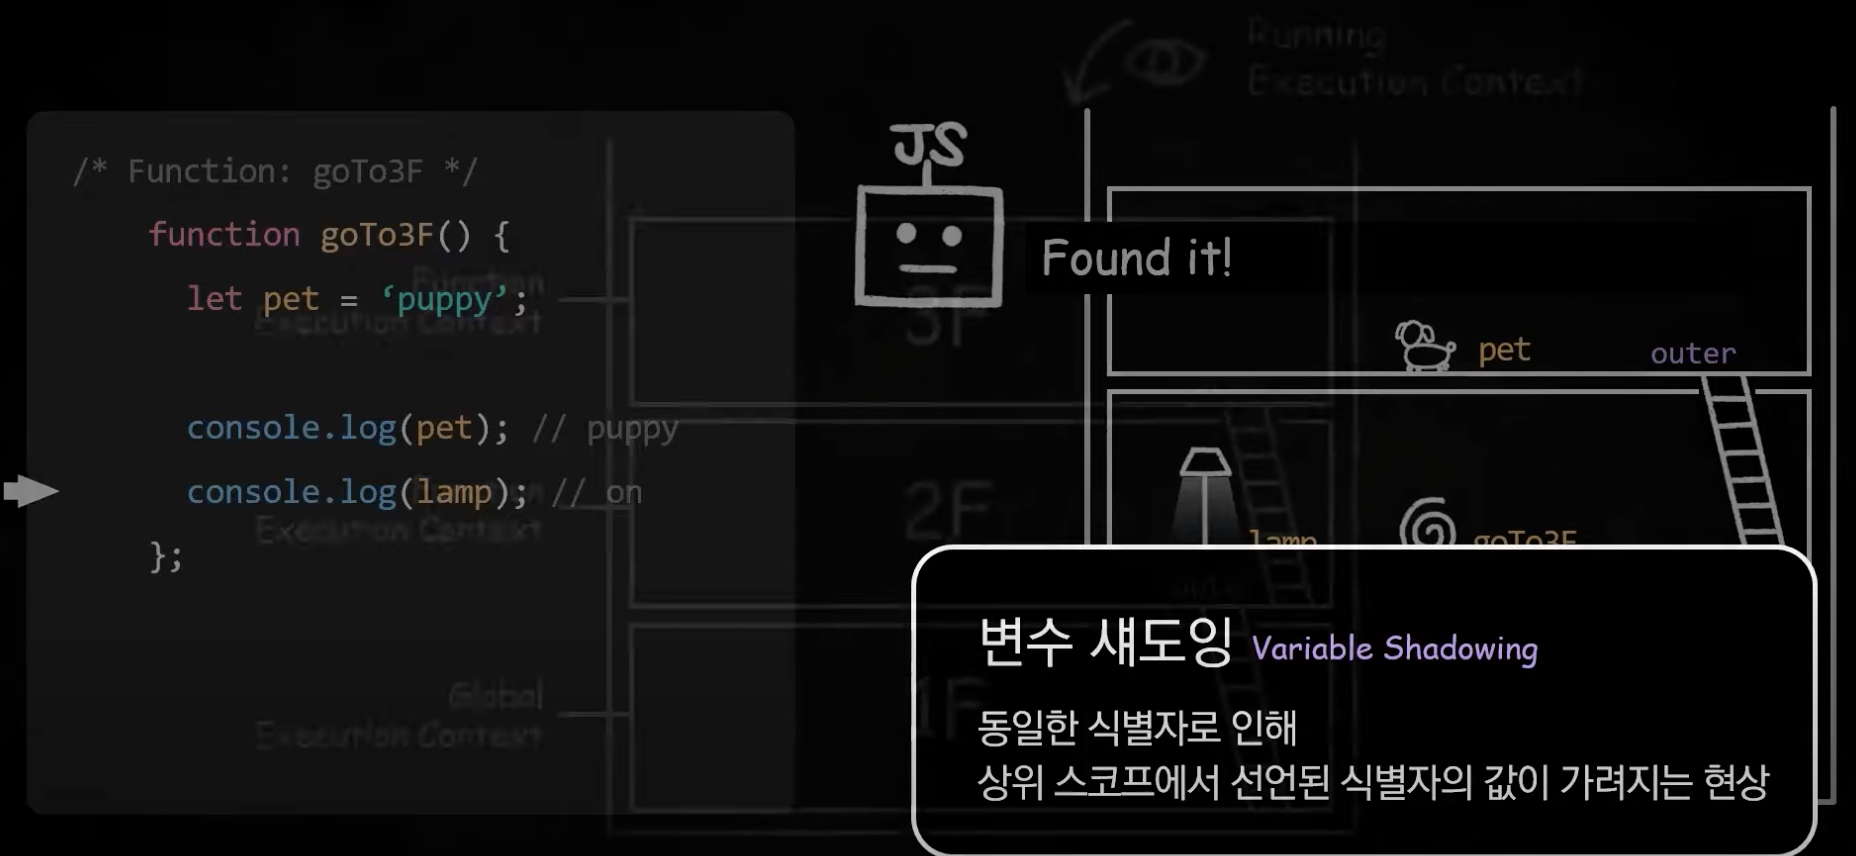 Running
Execution Context
JS
/* Function: goTo3F */
function goTo3F() {
let pet = ‘puppy’;
Function
Execution Context
Found it!
3F
pet
outer
console.log(pet); // puppy
console.log(lamp); // on
Execution Context
2F
lamp
goTo3F
};
변수 섀도잉 Variable Shadowing
동일한 식별자로 인해
상위 스코프에서 선언된 식별자의 값이 가려지는 현상
Global
Execution Context
1F